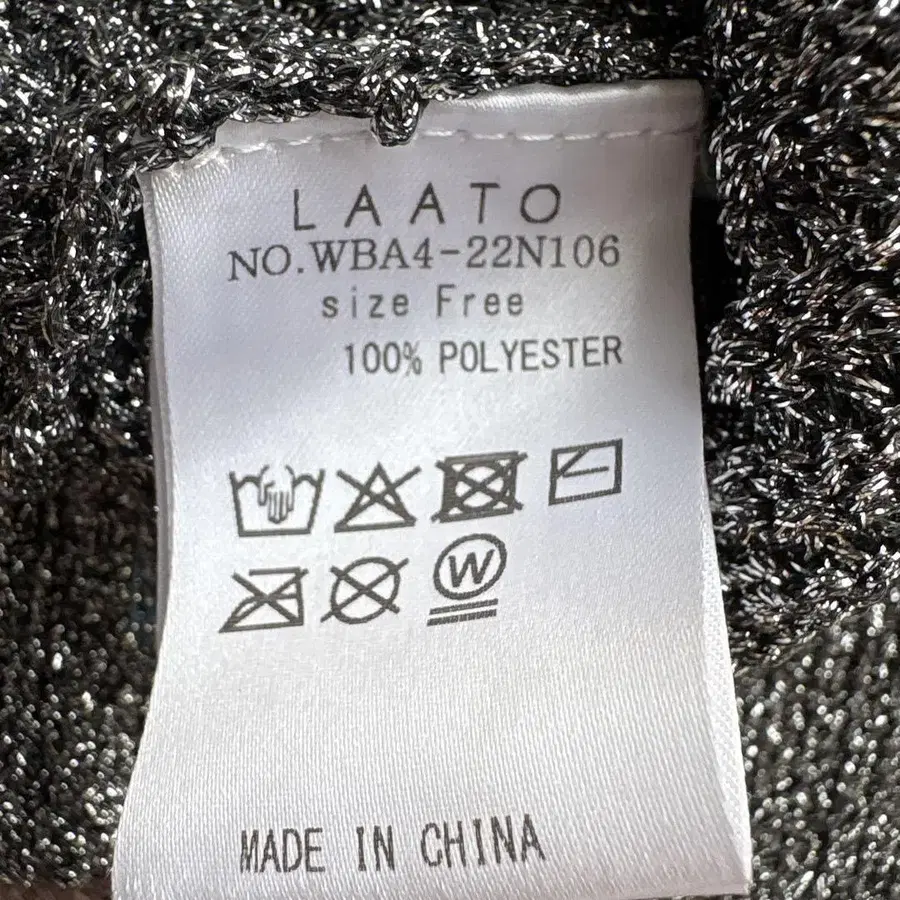 LAATO
NO.WBA4-22N106
size Free
100% POLYESTER
W
MADE IN CHINA